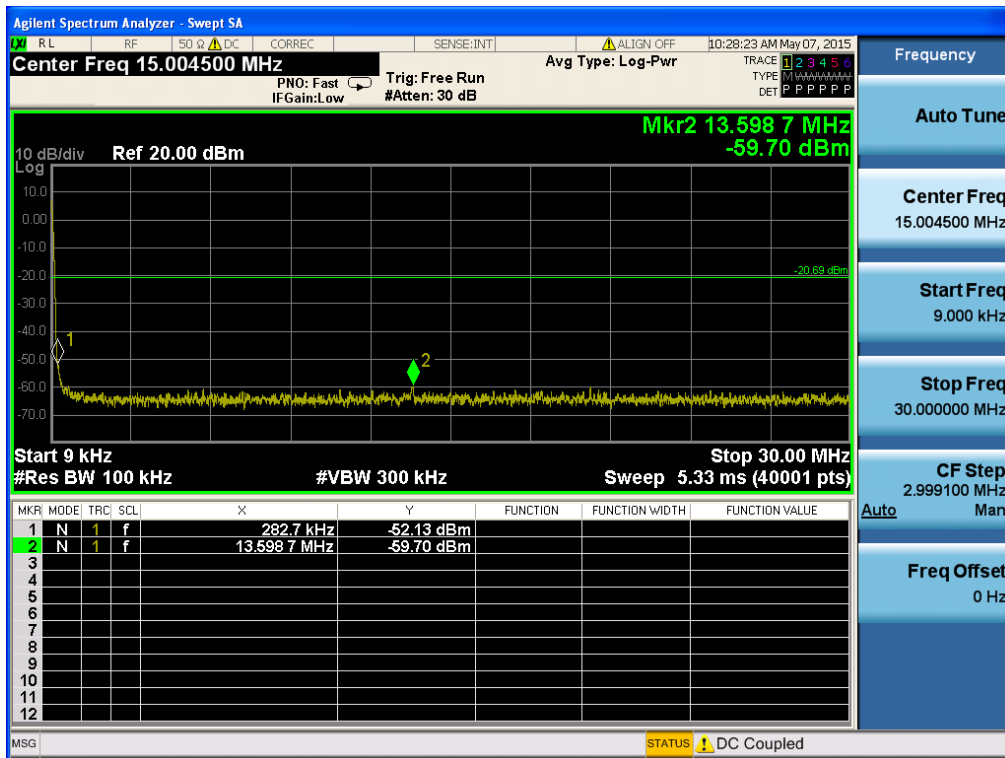 Agilent Spectrum Analyzer - Swept SA
LXI RL RF 50 Ω DC CORREC SENSE:INT ALIGN OFF 10:28:23 AM May 07, 2015
Center Freq 15.004500 MHz
PNO: Fast
IFGain:Low
Trig: Free Run
#Atten: 30 dB
Avg Type: Log-Pwr
TRACE 1 2 3 4 5 6
TYPE M
DET P P P P P P
Mkr2 13.598 7 MHz
-59.70 dBm
10 dB/div Ref 20.00 dBm
Log
10.0
0.00
-10.0
-20.0
-20.69 dBm
-30.0
-40.0
1
-50.0
2
-60.0
-70.0
Start 9 kHz Stop 30.00 MHz
#Res BW 100 kHz #VBW 300 kHz Sweep 5.33 ms (40001 pts)
MKR MODE TRC SCL X Y FUNCTION FUNCTION WIDTH FUNCTION VALUE
1 N 1 f 282.7 kHz -52.13 dBm
2 N 1 f 13.598 7 MHz -59.70 dBm
3
4
5
6
7
8
9
10
11
12
MSG STATUS DC Coupled
Frequency
Auto Tune
Center Freq
15.004500 MHz
Start Freq
9.000 kHz
Stop Freq
30.000000 MHz
CF Step
2.999100 MHz
Auto Man
Freq Offset
0 Hz